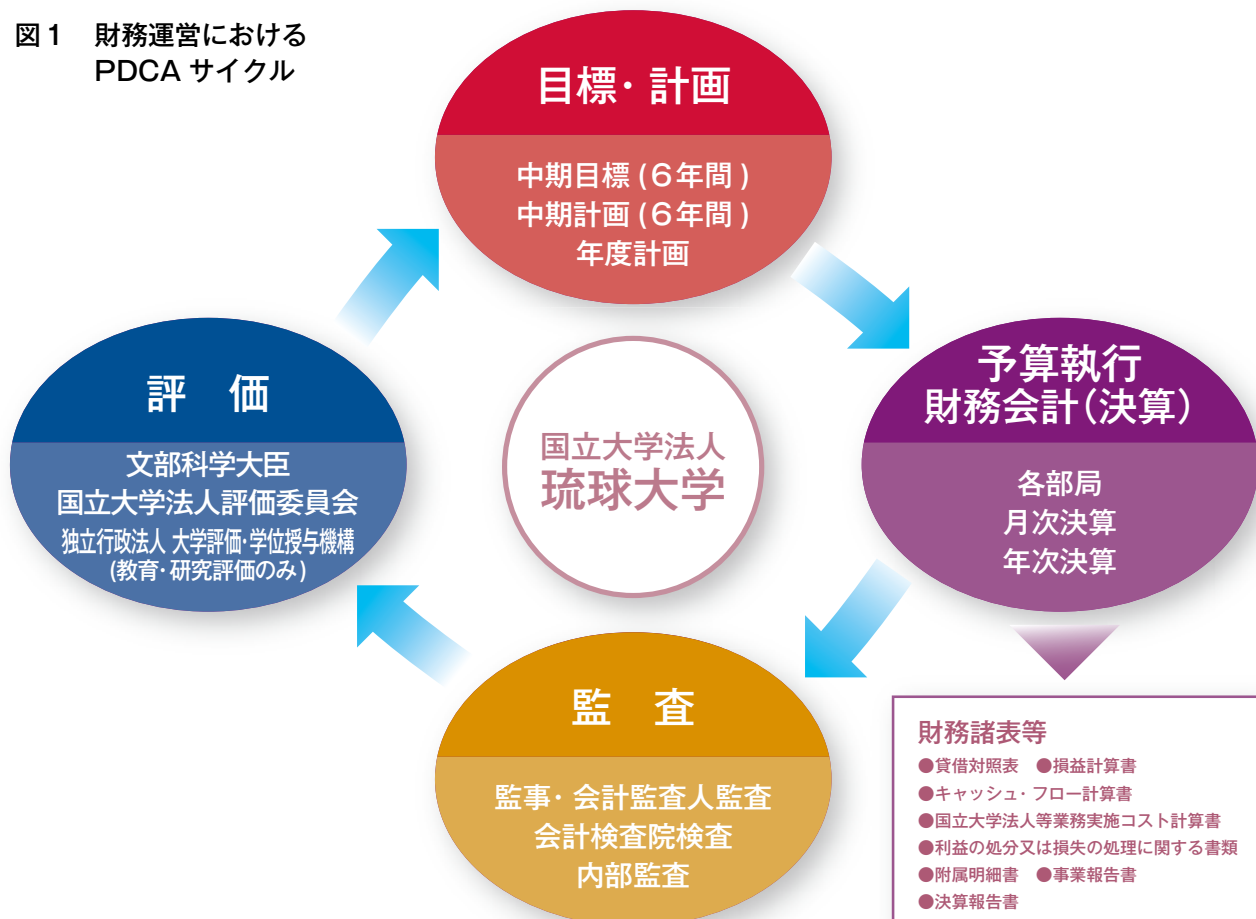 図1 財務運営における
PDCA サイクル
目標・計画
中期目標(6年間)
中期計画(6年間)
年度計画
予算執行
財務会計(決算)
各部局
月次決算
年次決算
財務諸表等
●貸借対照表 ●損益計算書
●キャッシュ・フロー計算書
●国立大学法人等業務実施コスト計算書
●利益の処分又は損失の処理に関する書類
●附属明細書 ●事業報告書
●決算報告書
監 査
監事・会計監査人監査
会計検査院検査
内部監査
評 価
文部科学大臣
国立大学法人評価委員会
独立行政法人 大学評価・学位授与機構
(教育・研究評価のみ)
国立大学法人
琉球大学